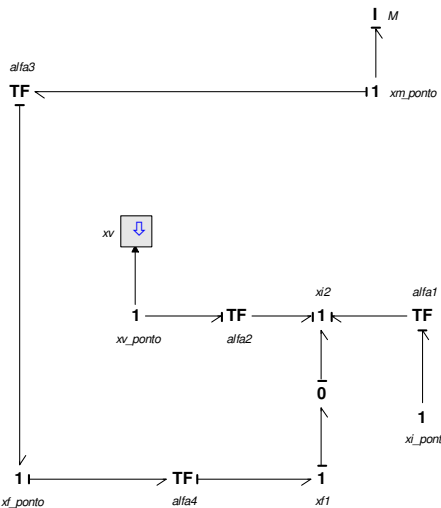 I M
alfa3
TF
1 xm_ponto
xv
xi2
alfa1
1 TF 1 TF
xv_ponto
alfa2
0
1
xi_pont
1 TF 1
xf_ponto
alfa4
xf1